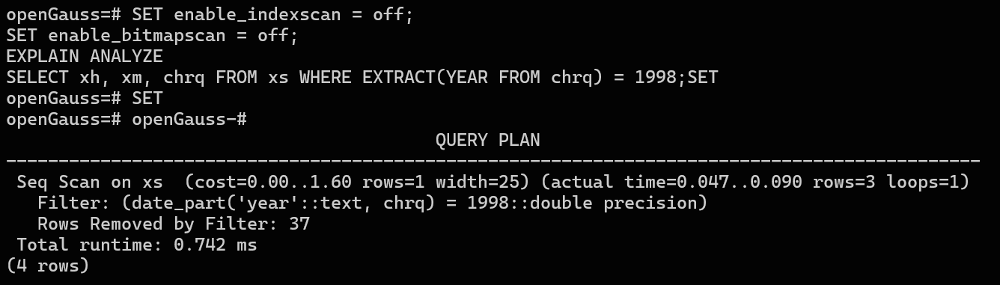 openGauss=# SET enable_indexscan = off;
SET enable_bitmapscan = off;
EXPLAIN ANALYZE
SELECT xh, xm, chrq FROM xs WHERE EXTRACT(YEAR FROM chrq) = 1998;SET
openGauss=# SET
openGauss=# openGauss-#
QUERY PLAN
---------------------------------------------------------------------------------------------
Seq Scan on xs  (cost=0.00..1.60 rows=1 width=25) (actual time=0.047..0.090 rows=3 loops=1)
Filter: (date_part('year'::text, chrq) = 1998::double precision)
Rows Removed by Filter: 37
Total runtime: 0.742 ms
(4 rows)